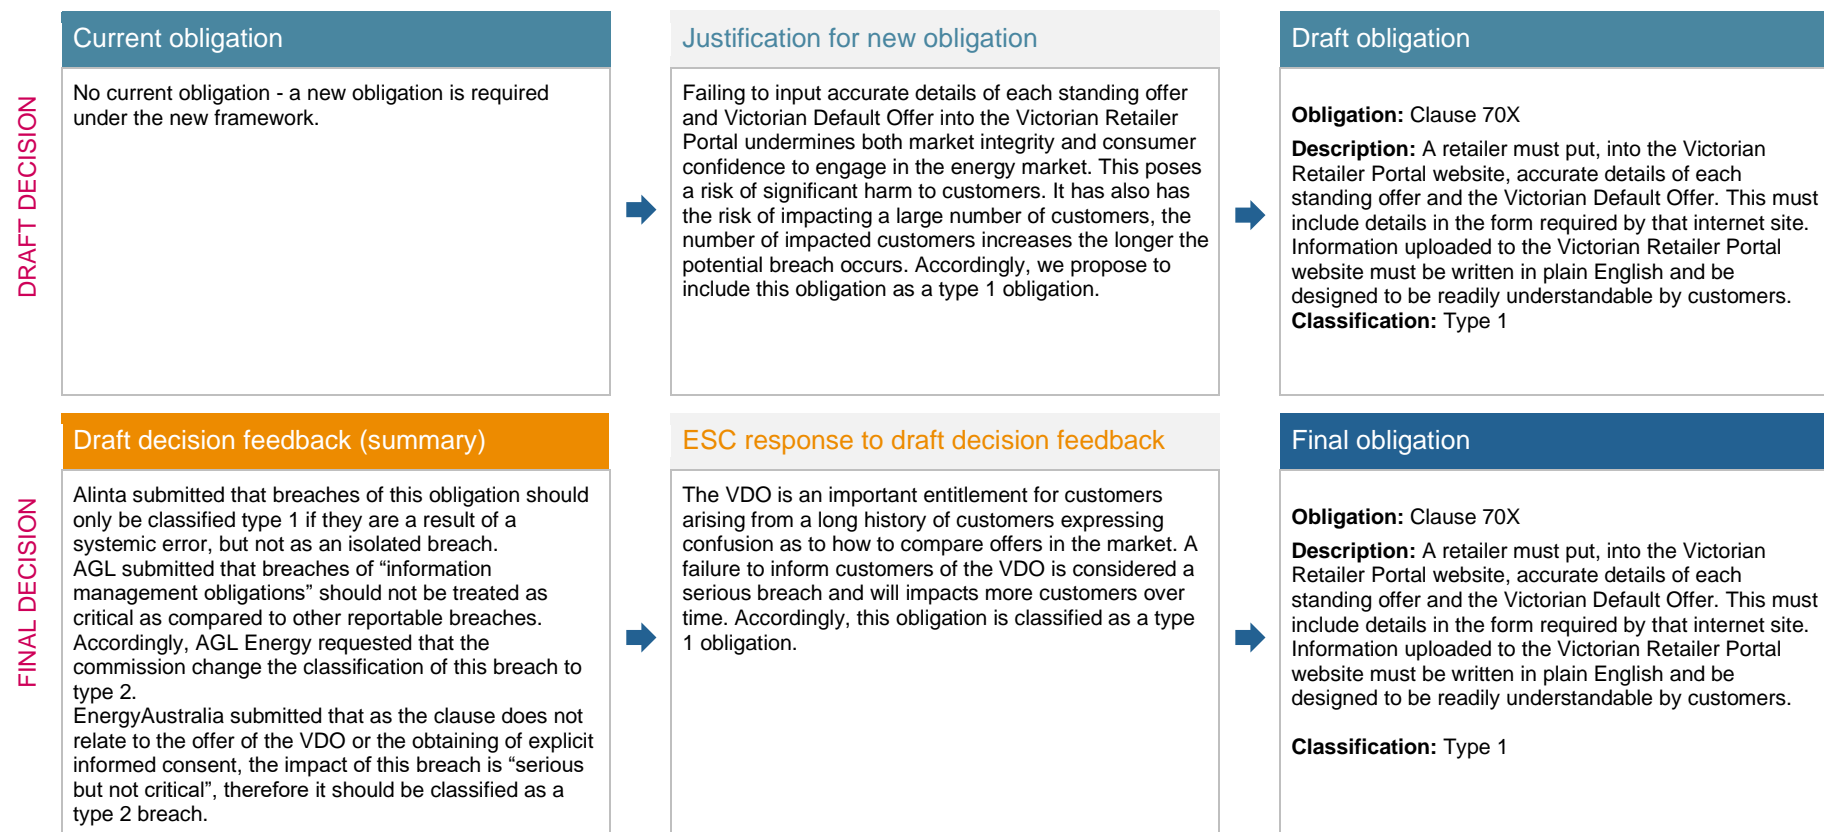 DRAFT DECISION
Current obligation
No current obligation - a new obligation is required
under the new framework.
Justification for new obligation
Failing to input accurate details of each standing offer
and Victorian Default Offer into the Victorian Retailer
Portal undermines both market integrity and consumer
confidence to engage in the energy market. This poses
a risk of significant harm to customers. It has also has
the risk of impacting a large number of customers, the
number of impacted customers increases the longer the
potential breach occurs. Accordingly, we propose to
include this obligation as a type 1 obligation.
Draft obligation
Obligation: Clause 70X
Description: A retailer must put, into the Victorian
Retailer Portal website, accurate details of each
standing offer and the Victorian Default Offer. This must
include details in the form required by that internet site.
Information uploaded to the Victorian Retailer Portal
website must be written in plain English and be
designed to be readily understandable by customers.
Classification: Type 1
FINAL DECISION
Draft decision feedback (summary)
Alinta submitted that breaches of this obligation should
only be classified type 1 if they are a result of a
systemic error, but not as an isolated breach.
AGL submitted that breaches of “information
management obligations” should not be treated as
critical as compared to other reportable breaches.
Accordingly, AGL Energy requested that the
commission change the classification of this breach to
type 2.
EnergyAustralia submitted that as the clause does not
relate to the offer of the VDO or the obtaining of explicit
informed consent, the impact of this breach is “serious
but not critical”, therefore it should be classified as a
type 2 breach.
ESC response to draft decision feedback
The VDO is an important entitlement for customers
arising from a long history of customers expressing
confusion as to how to compare offers in the market. A
failure to inform customers of the VDO is considered a
serious breach and will impacts more customers over
time. Accordingly, this obligation is classified as a type
1 obligation.
Final obligation
Obligation: Clause 70X
Description: A retailer must put, into the Victorian
Retailer Portal website, accurate details of each
standing offer and the Victorian Default Offer. This must
include details in the form required by that internet site.
Information uploaded to the Victorian Retailer Portal
website must be written in plain English and be
designed to be readily understandable by customers.
Classification: Type 1